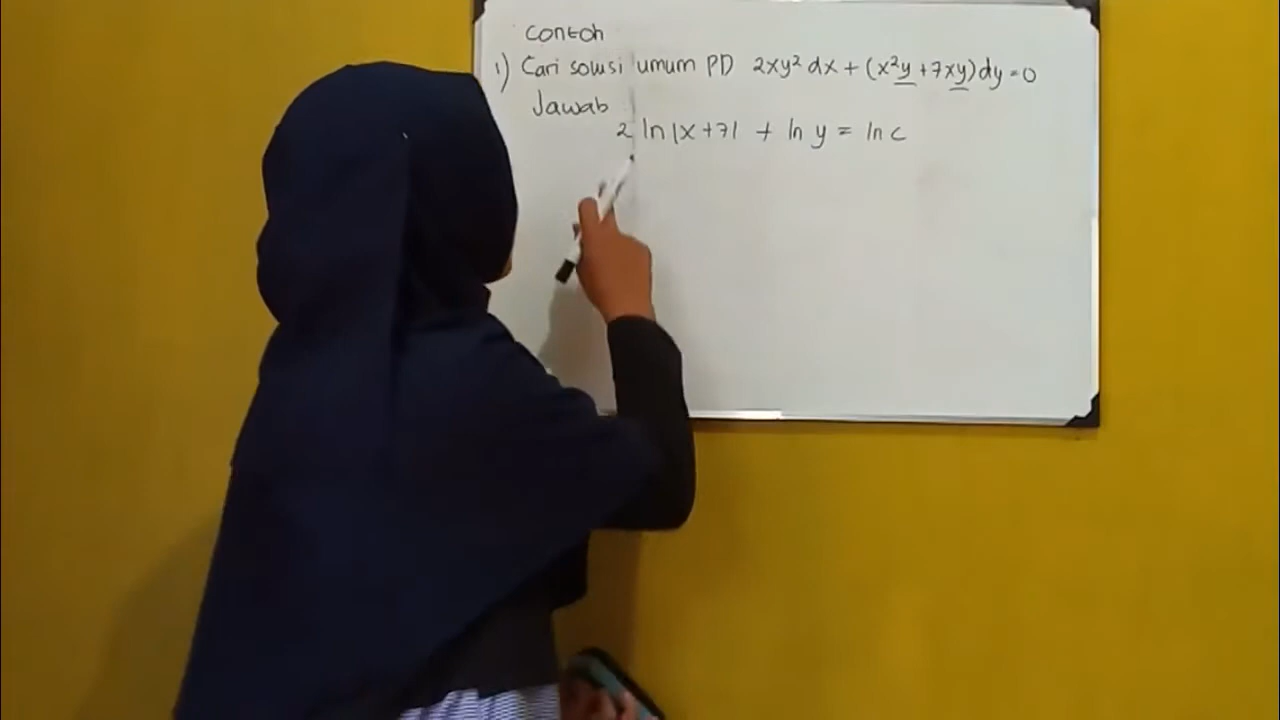 Contoh
1) Cari solusi umum PD 2xy² dx + (x²y + 7xy) dy = 0
Jawab
2 ln |x + 7| + ln y = ln c